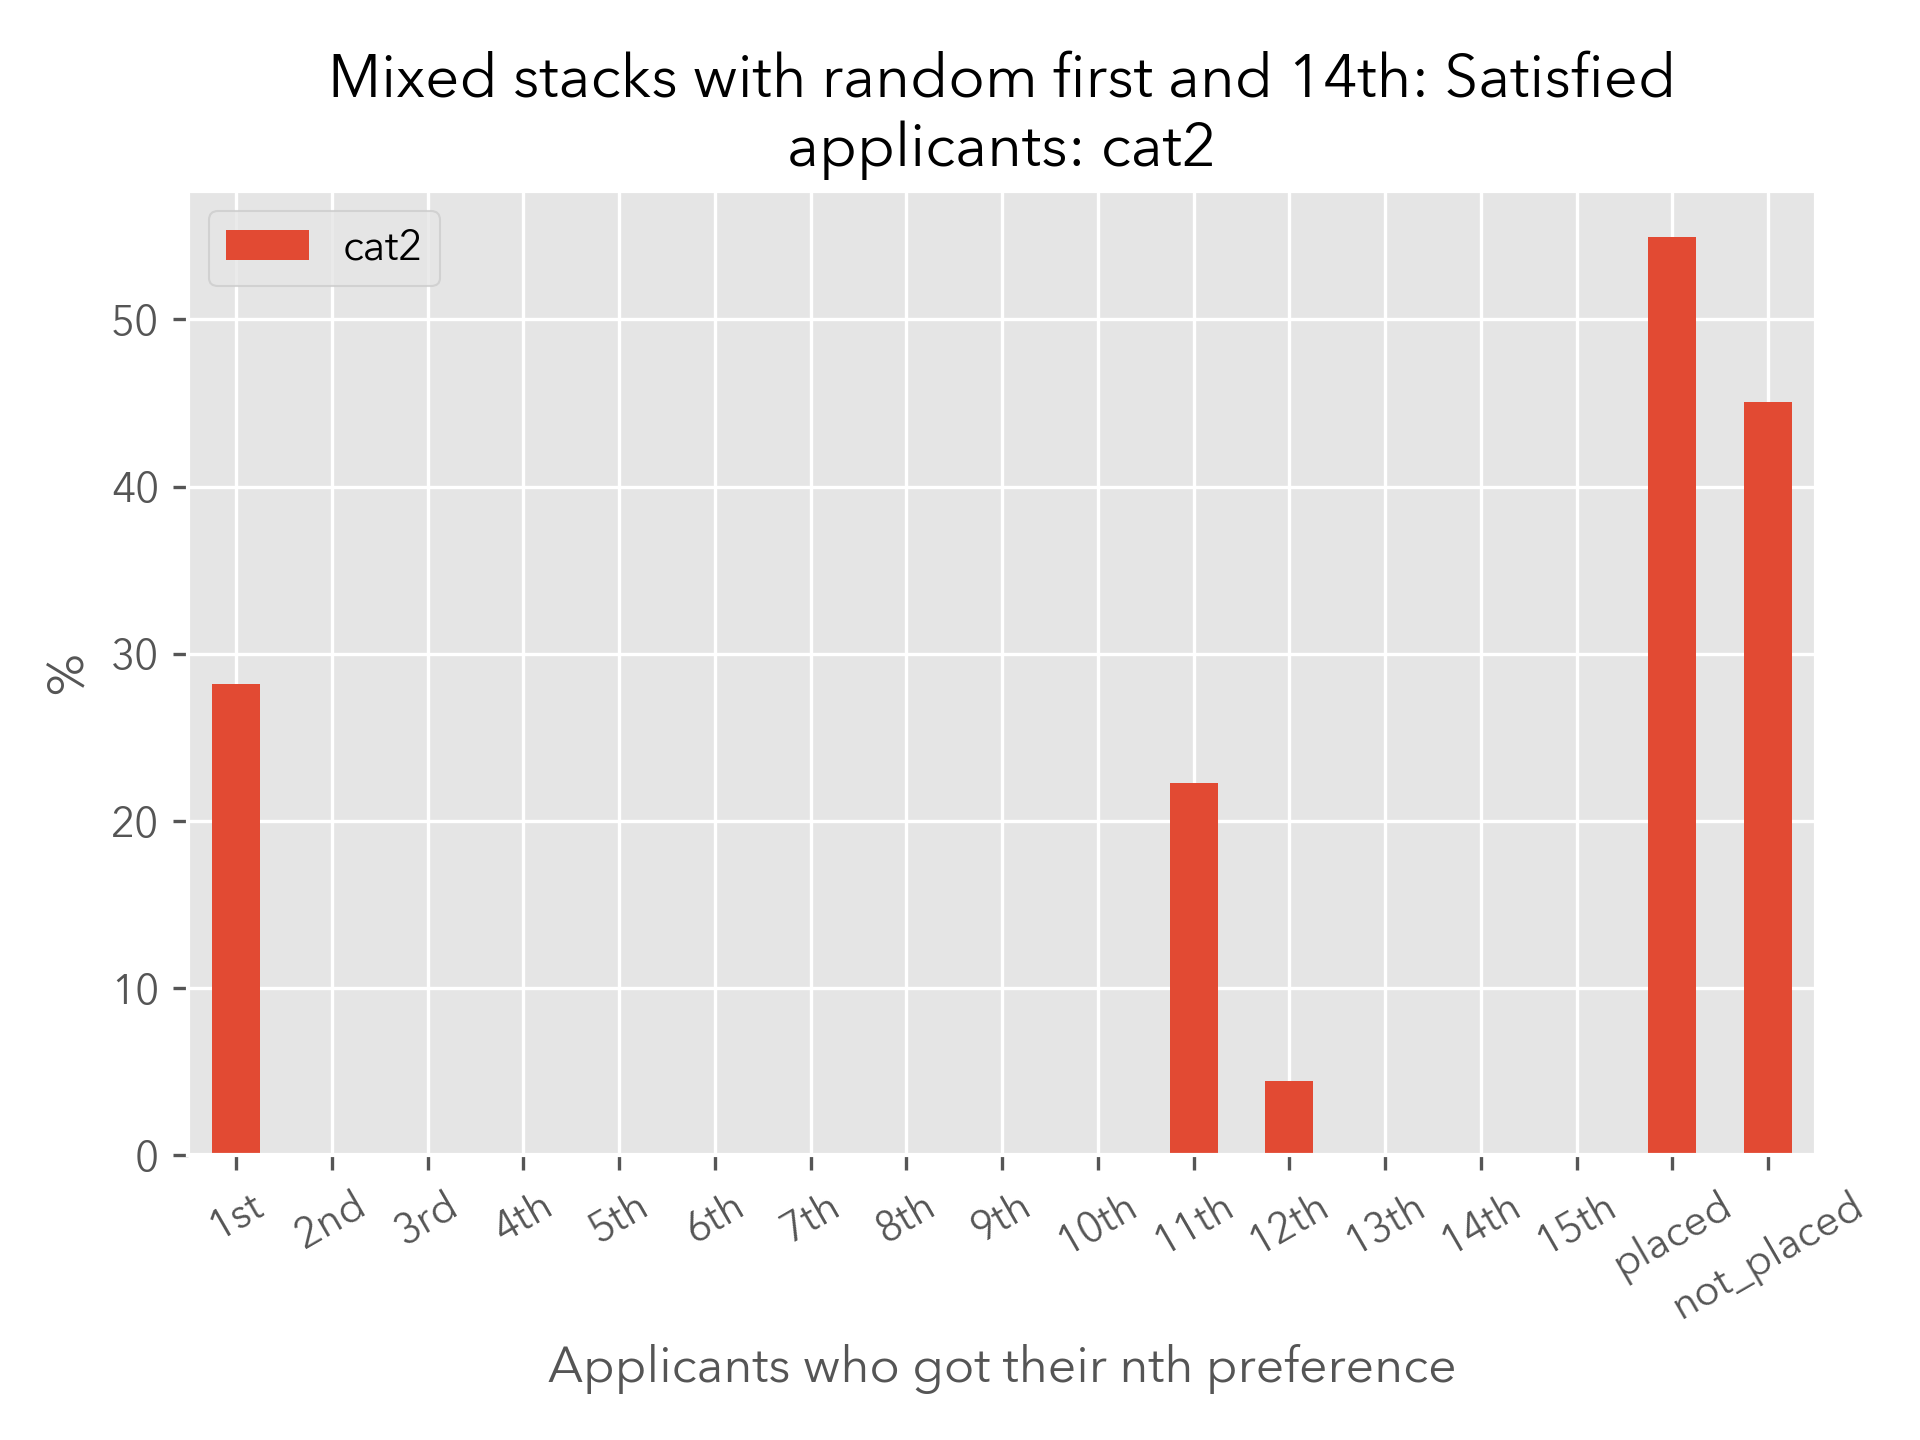 Mixed stacks with random first and 14th: Satisfied
applicants: cat2
cat2
50
40
30
20
10
0
%
1st
2nd
3rd
4th
5th
6th
7th
8th
9th
10th
11th
12th
13th
14th
15th
placed
not_placed
Applicants who got their nth preference